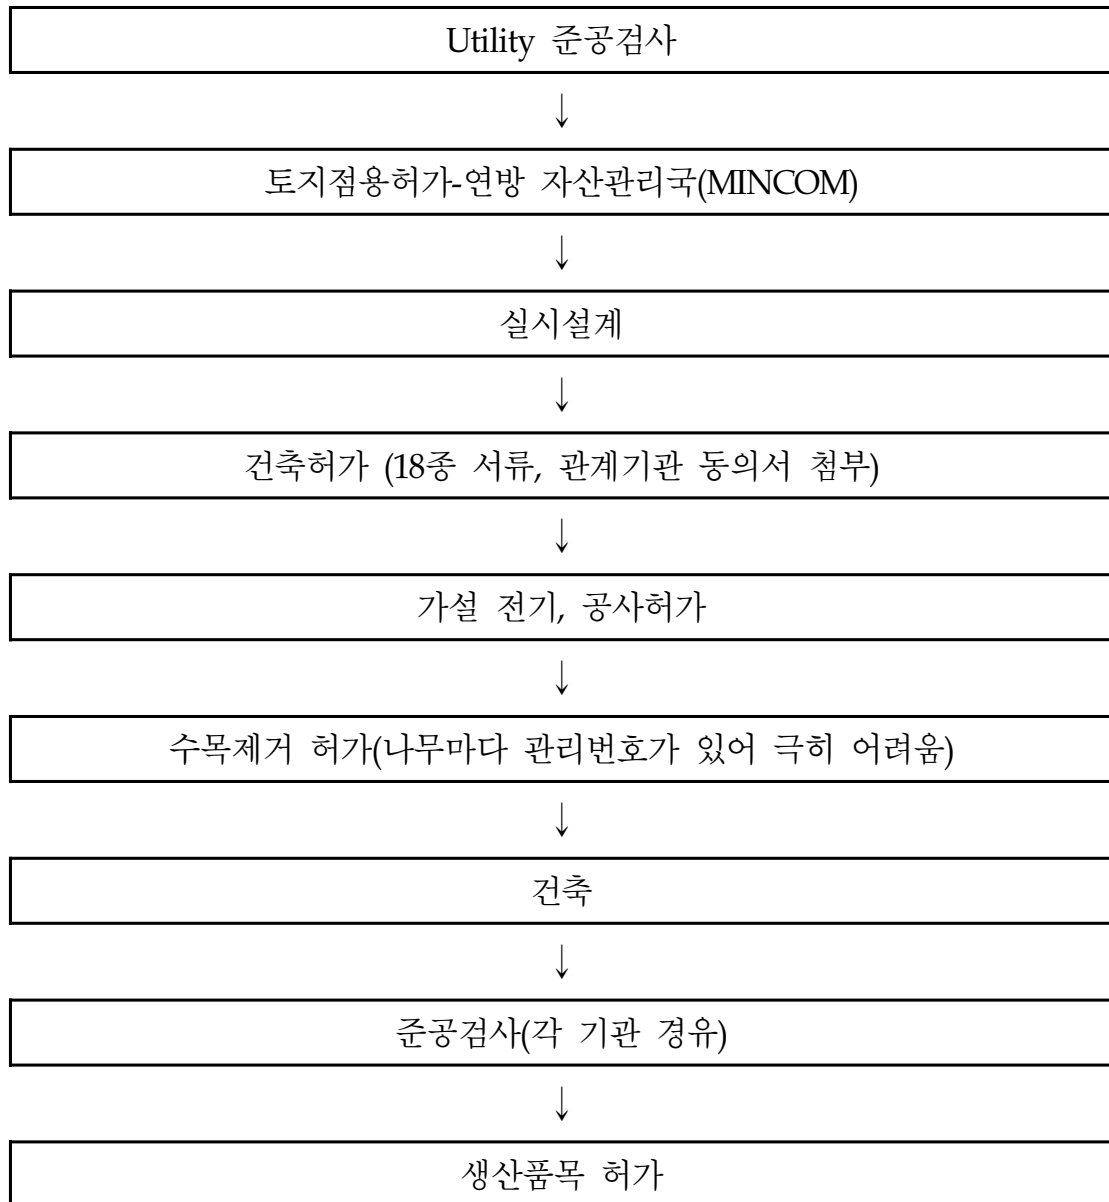 Utility 준공검사
↓
토지점용허가-연방 자산관리국(MINCOM)
↓
실시설계
↓
건축허가 (18종 서류, 관계기관 동의서 첨부)
↓
가설 전기, 공사허가
↓
수목제거 허가(나무마다 관리번호가 있어 극히 어려움)
↓
건축
↓
준공검사(각 기관 경유)
↓
생산품목 허가